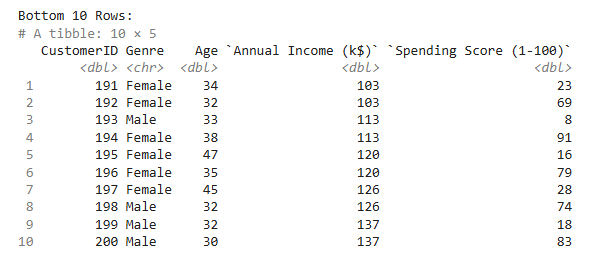 Bottom 10 Rows:
# A tibble: 10 × 5
CustomerID Genre Age `Annual Income (k$)` `Spending Score (1-100)`
<dbl> <chr> <dbl> <dbl> <dbl>
1 191 Female 34 103 23
2 192 Female 32 103 69
3 193 Male 33 113 8
4 194 Female 38 113 91
5 195 Female 47 120 16
6 196 Female 35 120 79
7 197 Female 45 126 28
8 198 Male 32 126 74
9 199 Male 32 137 18
10 200 Male 30 137 83